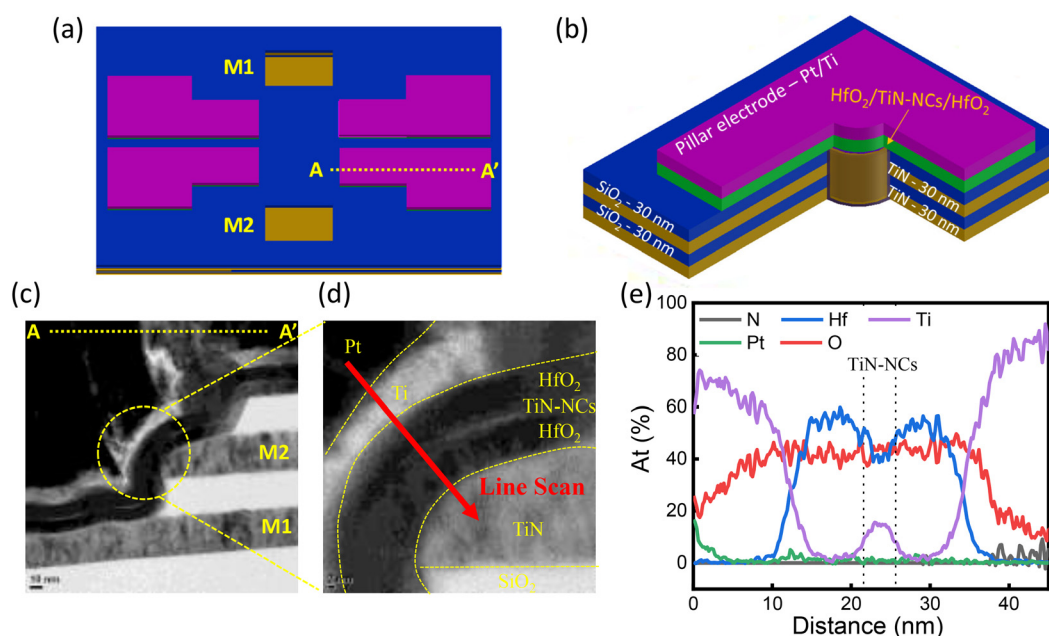 (a)
M1
A
A'
M2
(b)
Pillar electrode – Pt/Ti
HfO₂/TiN-NCs/HfO₂
SiO₂ - 30 nm
SiO₂ - 30 nm
TiN - 30 nm
TiN - 30 nm
(c)
A
A'
M2
M1
10 nm
(d)
Pt
Ti
HfO₂
TiN-NCs
HfO₂
Line Scan
TiN
(e)
N
Hf
Ti
Pt
O
TiN-NCs
At (%)
100
80
60
40
20
0
0
10
20
30
40
Distance (nm)